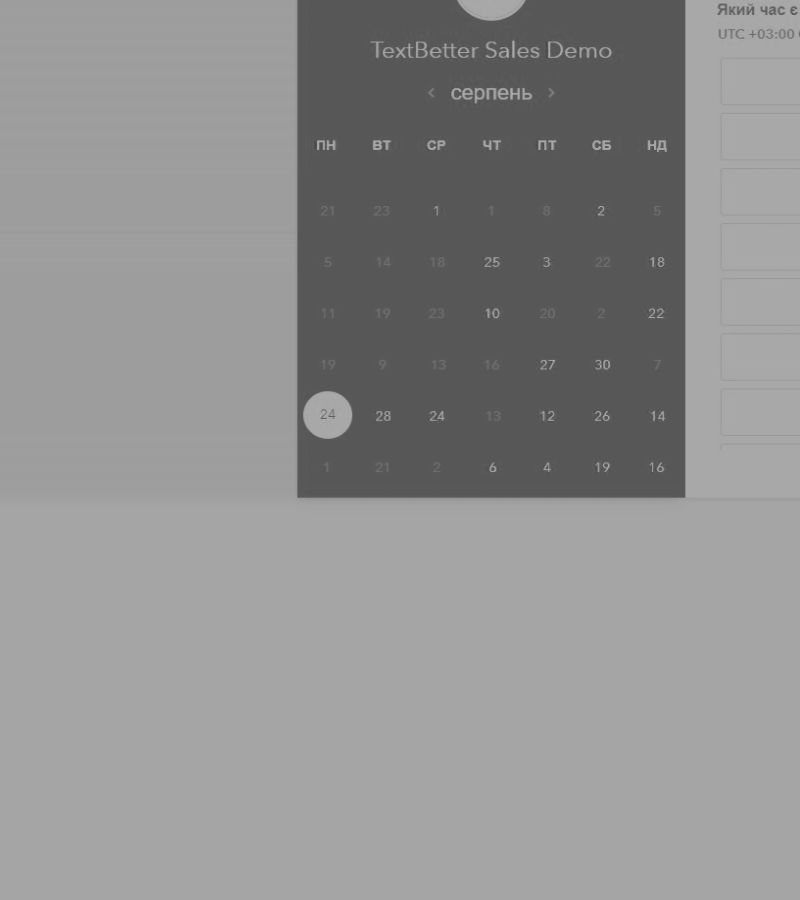 TextBetter Sales Demo
серпень
ПН ВТ СР ЧТ ПТ СБ НД
21 23 1 1 8 2 5
5 14 18 25 3 22 18
11 19 23 10 20 2 22
19 9 13 16 27 30 7
24 28 24 13 12 26 14
1 21 2 6 4 19 16
Який час є
UTC +03:00